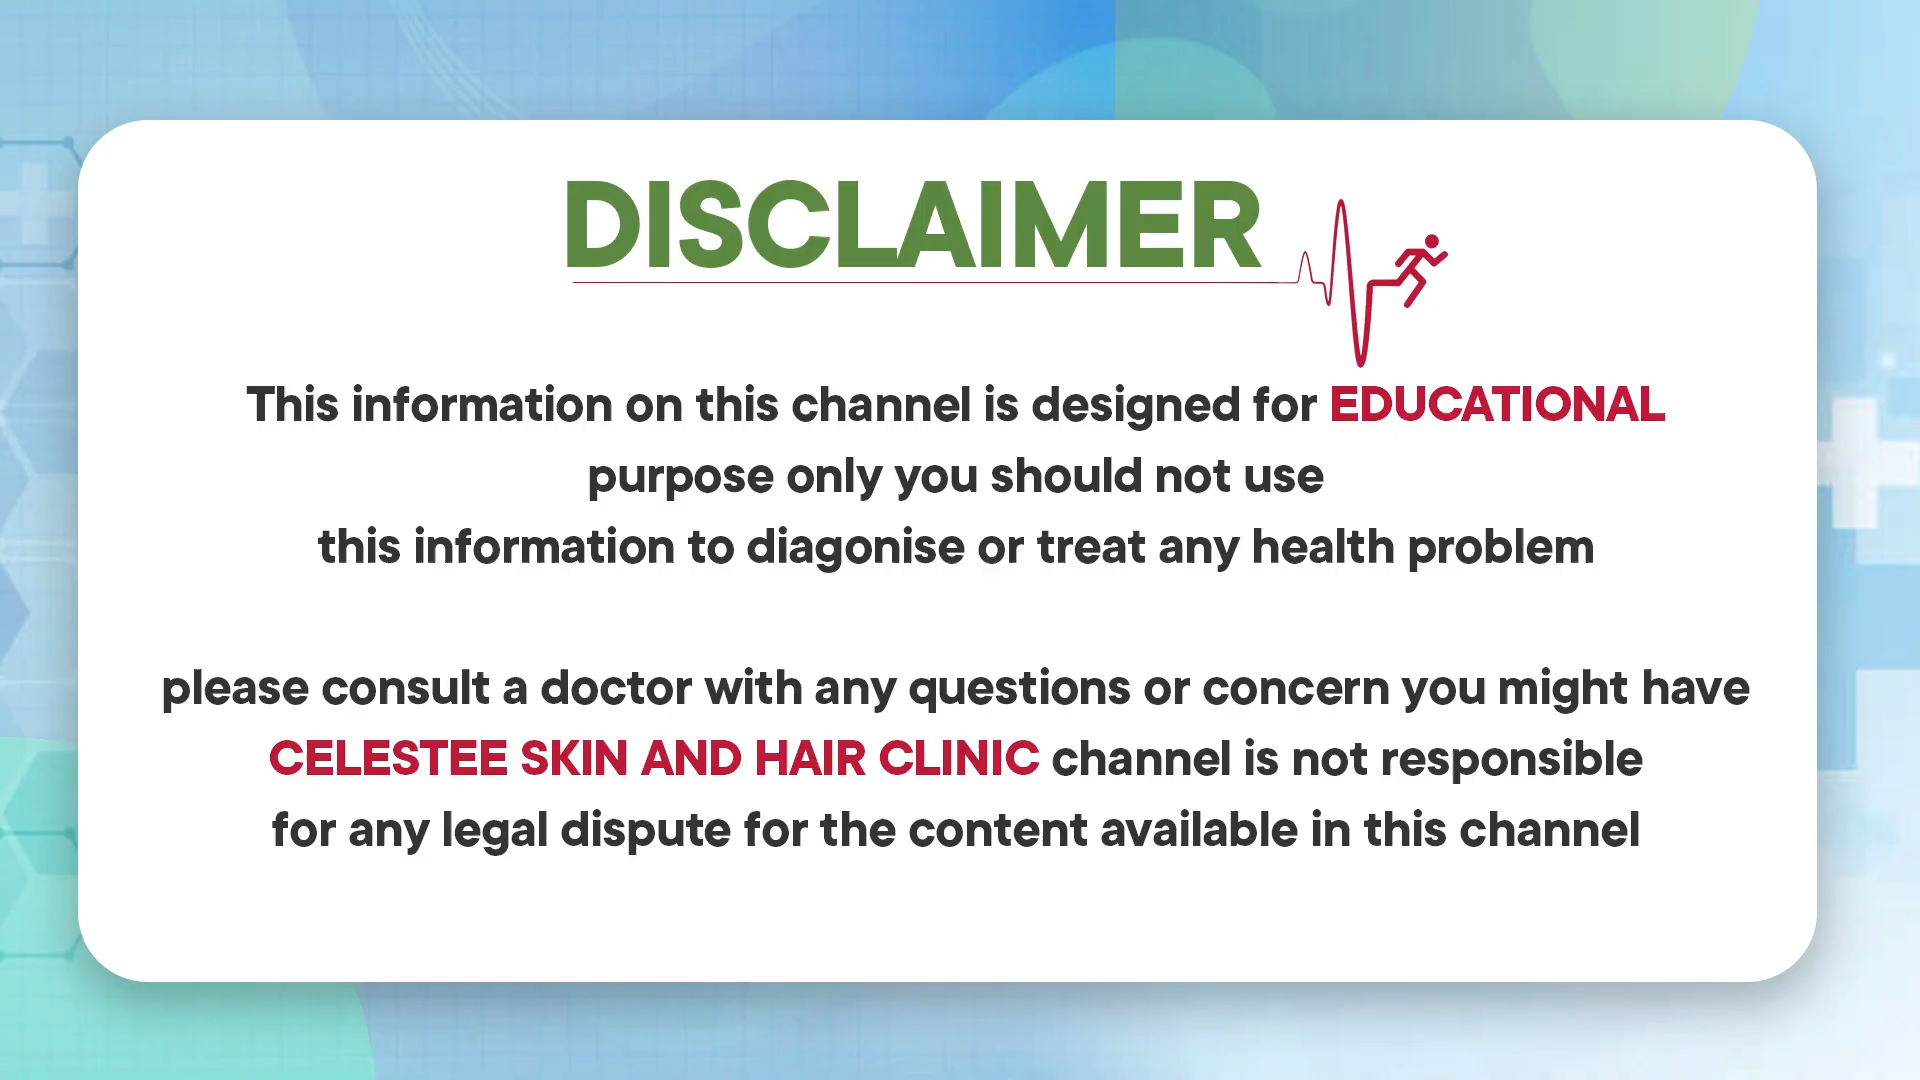 DISCLAIMER
This information on this channel is designed for EDUCATIONAL
purpose only you should not use
this information to diagonise or treat any health problem
please consult a doctor with any questions or concern you might have
CELESTEE SKIN AND HAIR CLINIC channel is not responsible
for any legal dispute for the content available in this channel